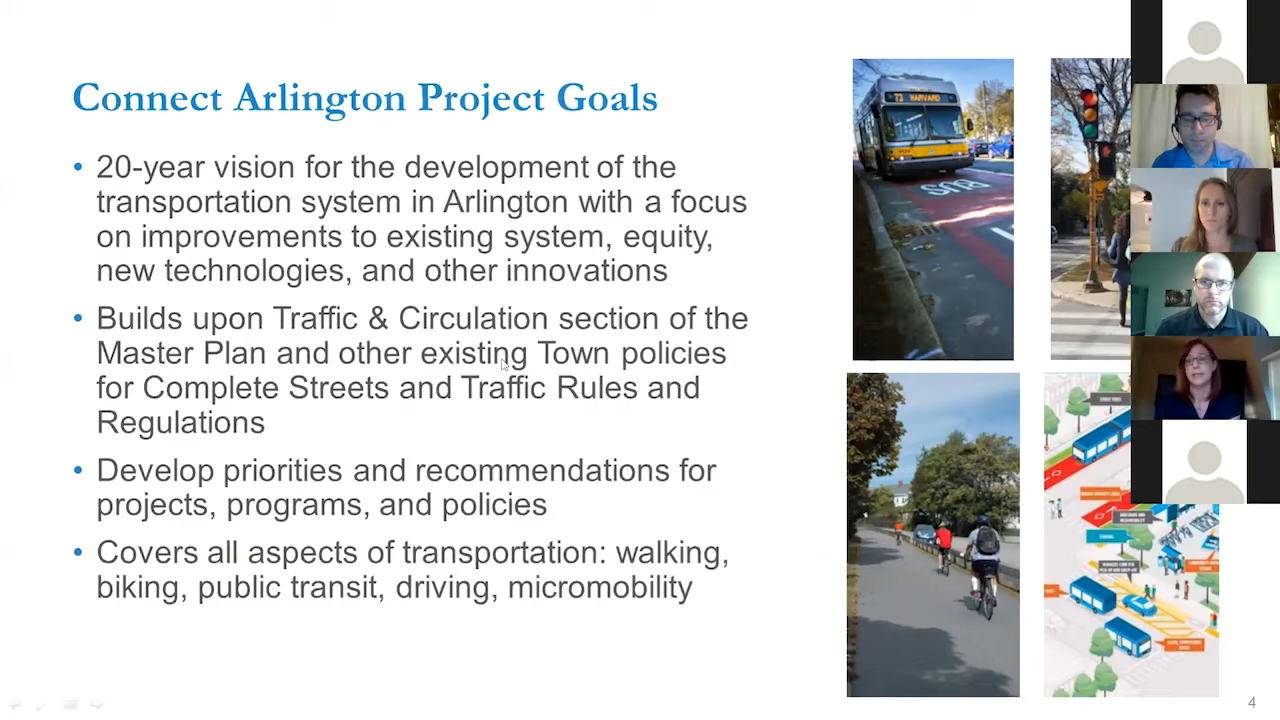 Connect Arlington Project Goals
• 20-year vision for the development of the
transportation system in Arlington with a focus
on improvements to existing system, equity,
new technologies, and other innovations
• Builds upon Traffic & Circulation section of the
Master Plan and other existing Town policies
for Complete Streets and Traffic Rules and
Regulations
• Develop priorities and recommendations for
projects, programs, and policies
• Covers all aspects of transportation: walking,
biking, public transit, driving, micromobility
HARVARD
BUS
4